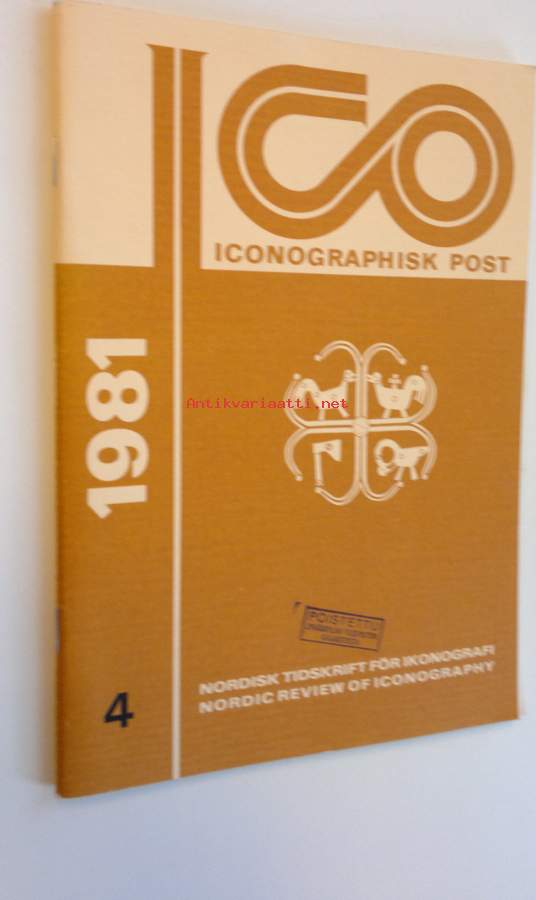 ICO
ICONOGRAPHISK POST
1981
Antikvariaatti.net
POISTETTU
NORDISK TIDSKRIFT FÖR IKONOGRAFI
NORDIC REVIEW OF ICONOGRAPHY
4